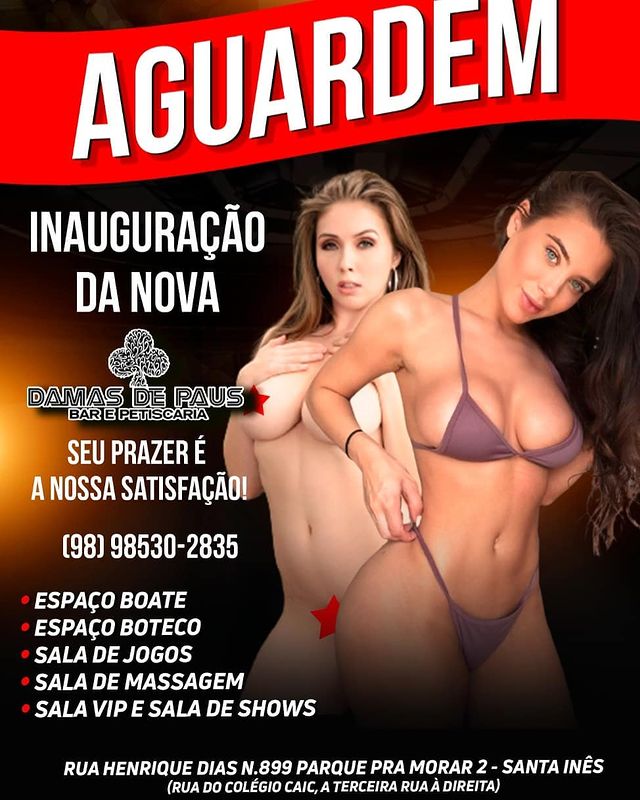 AGUARDEM
INAUGURAÇÃO
DA NOVA
DAMAS DE PAUS
BAR E PETISCARIA
SEU PRAZER É
A NOSSA SATISFAÇÃO!
(98) 98530-2835
• ESPAÇO BOATE
• ESPAÇO BOTECO
• SALA DE JOGOS
• SALA DE MASSAGEM
• SALA VIP E SALA DE SHOWS
RUA HENRIQUE DIAS N.899 PARQUE PRA MORAR 2 - SANTA INÊS
(RUA DO COLÉGIO CAIC, A TERCEIRA RUA À DIREITA)